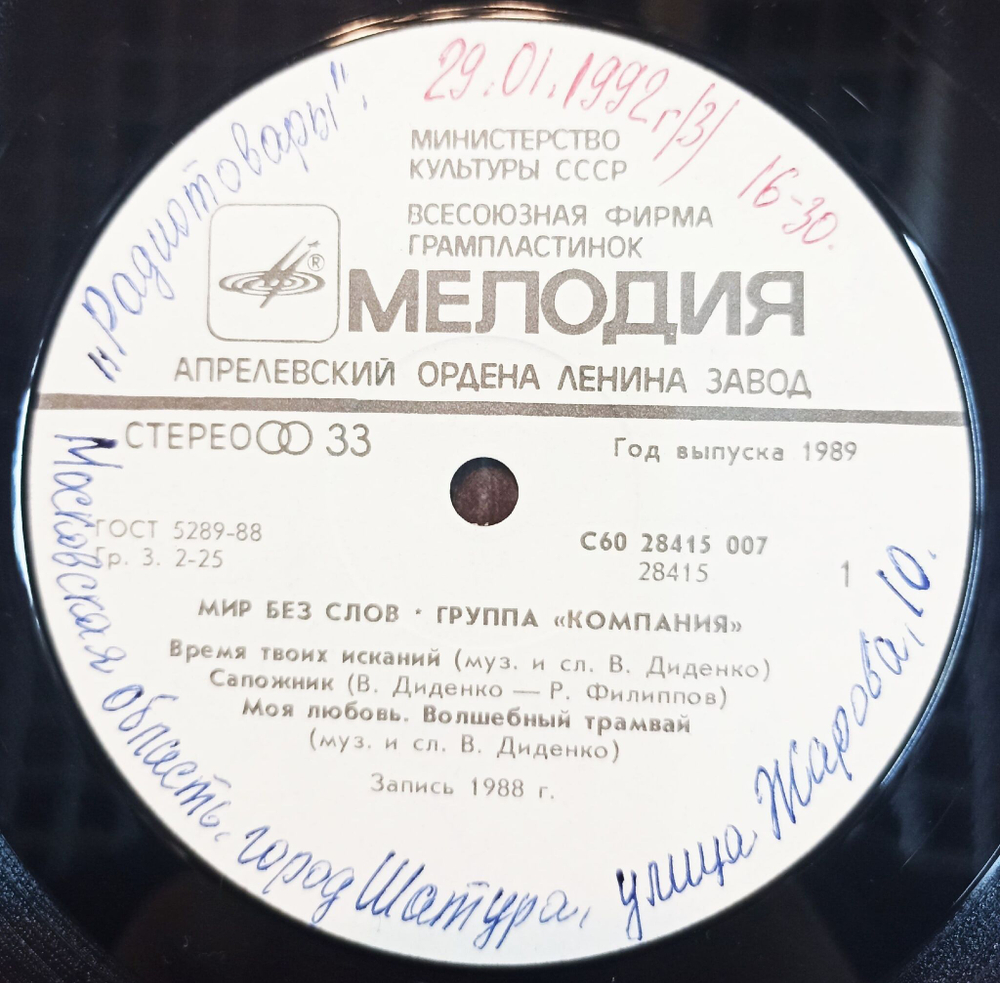 29.01.1992г/3/ 16-30.
"Радиотовары",
МИНИСТЕРСТВО
КУЛЬТУРЫ СССР
ВСЕСОЮЗНАЯ ФИРМА
ГРАМПЛАСТИНОК
®
МЕЛОДИЯ
АПРЕЛЕВСКИЙ ОРДЕНА ЛЕНИНА ЗАВОД
СТЕРЕО 33
Год выпуска 1989
ГОСТ 5289-88
Гр. 3. 2-25
С60 28415 007
28415
1
МИР БЕЗ СЛОВ · ГРУППА «КОМПАНИЯ»
Время твоих исканий (муз. и сл. В. Диденко)
Сапожник (В. Диденко — Р. Филиппов)
Моя любовь. Волшебный трамвай
(муз. и сл. В. Диденко)
Запись 1988 г.
Московская область, город Шатура, улица Жарова, 10.